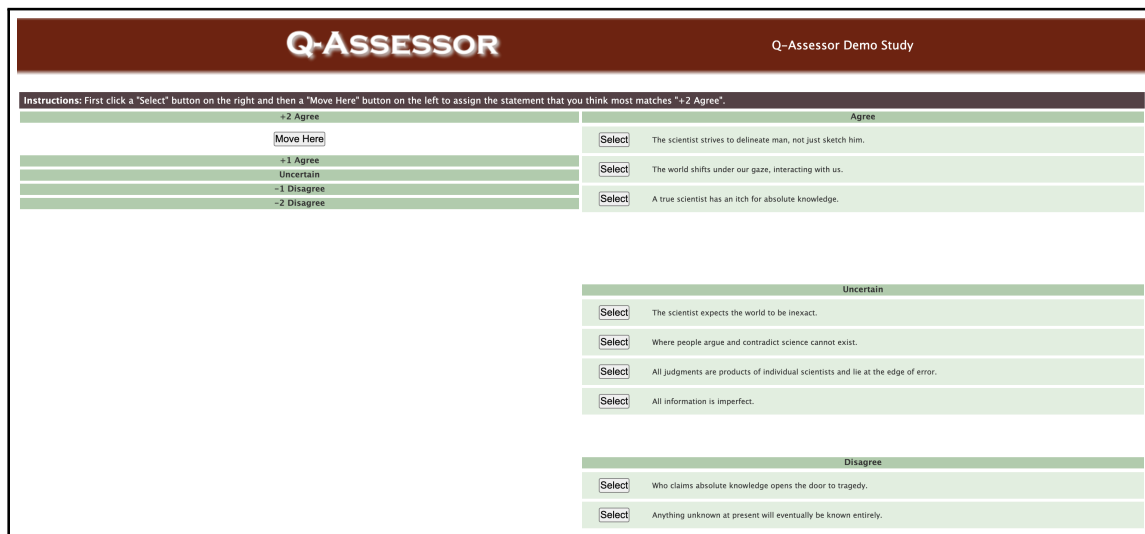 Q-ASSESSOR
Q-Assessor Demo Study
Instructions: First click a "Select" button on the right and then a "Move Here" button on the left to assign the statement that you think most matches "+2 Agree".
+2 Agree
Move Here
+1 Agree
Uncertain
-1 Disagree
-2 Disagree
Agree
Select The scientist strives to delineate man, not just sketch him.
Select The world shifts under our gaze, interacting with us.
Select A true scientist has an itch for absolute knowledge.
Uncertain
Select The scientist expects the world to be inexact.
Select Where people argue and contradict science cannot exist.
Select All judgments are products of individual scientists and lie at the edge of error.
Select All information is imperfect.
Disagree
Select Who claims absolute knowledge opens the door to tragedy.
Select Anything unknown at present will eventually be known entirely.